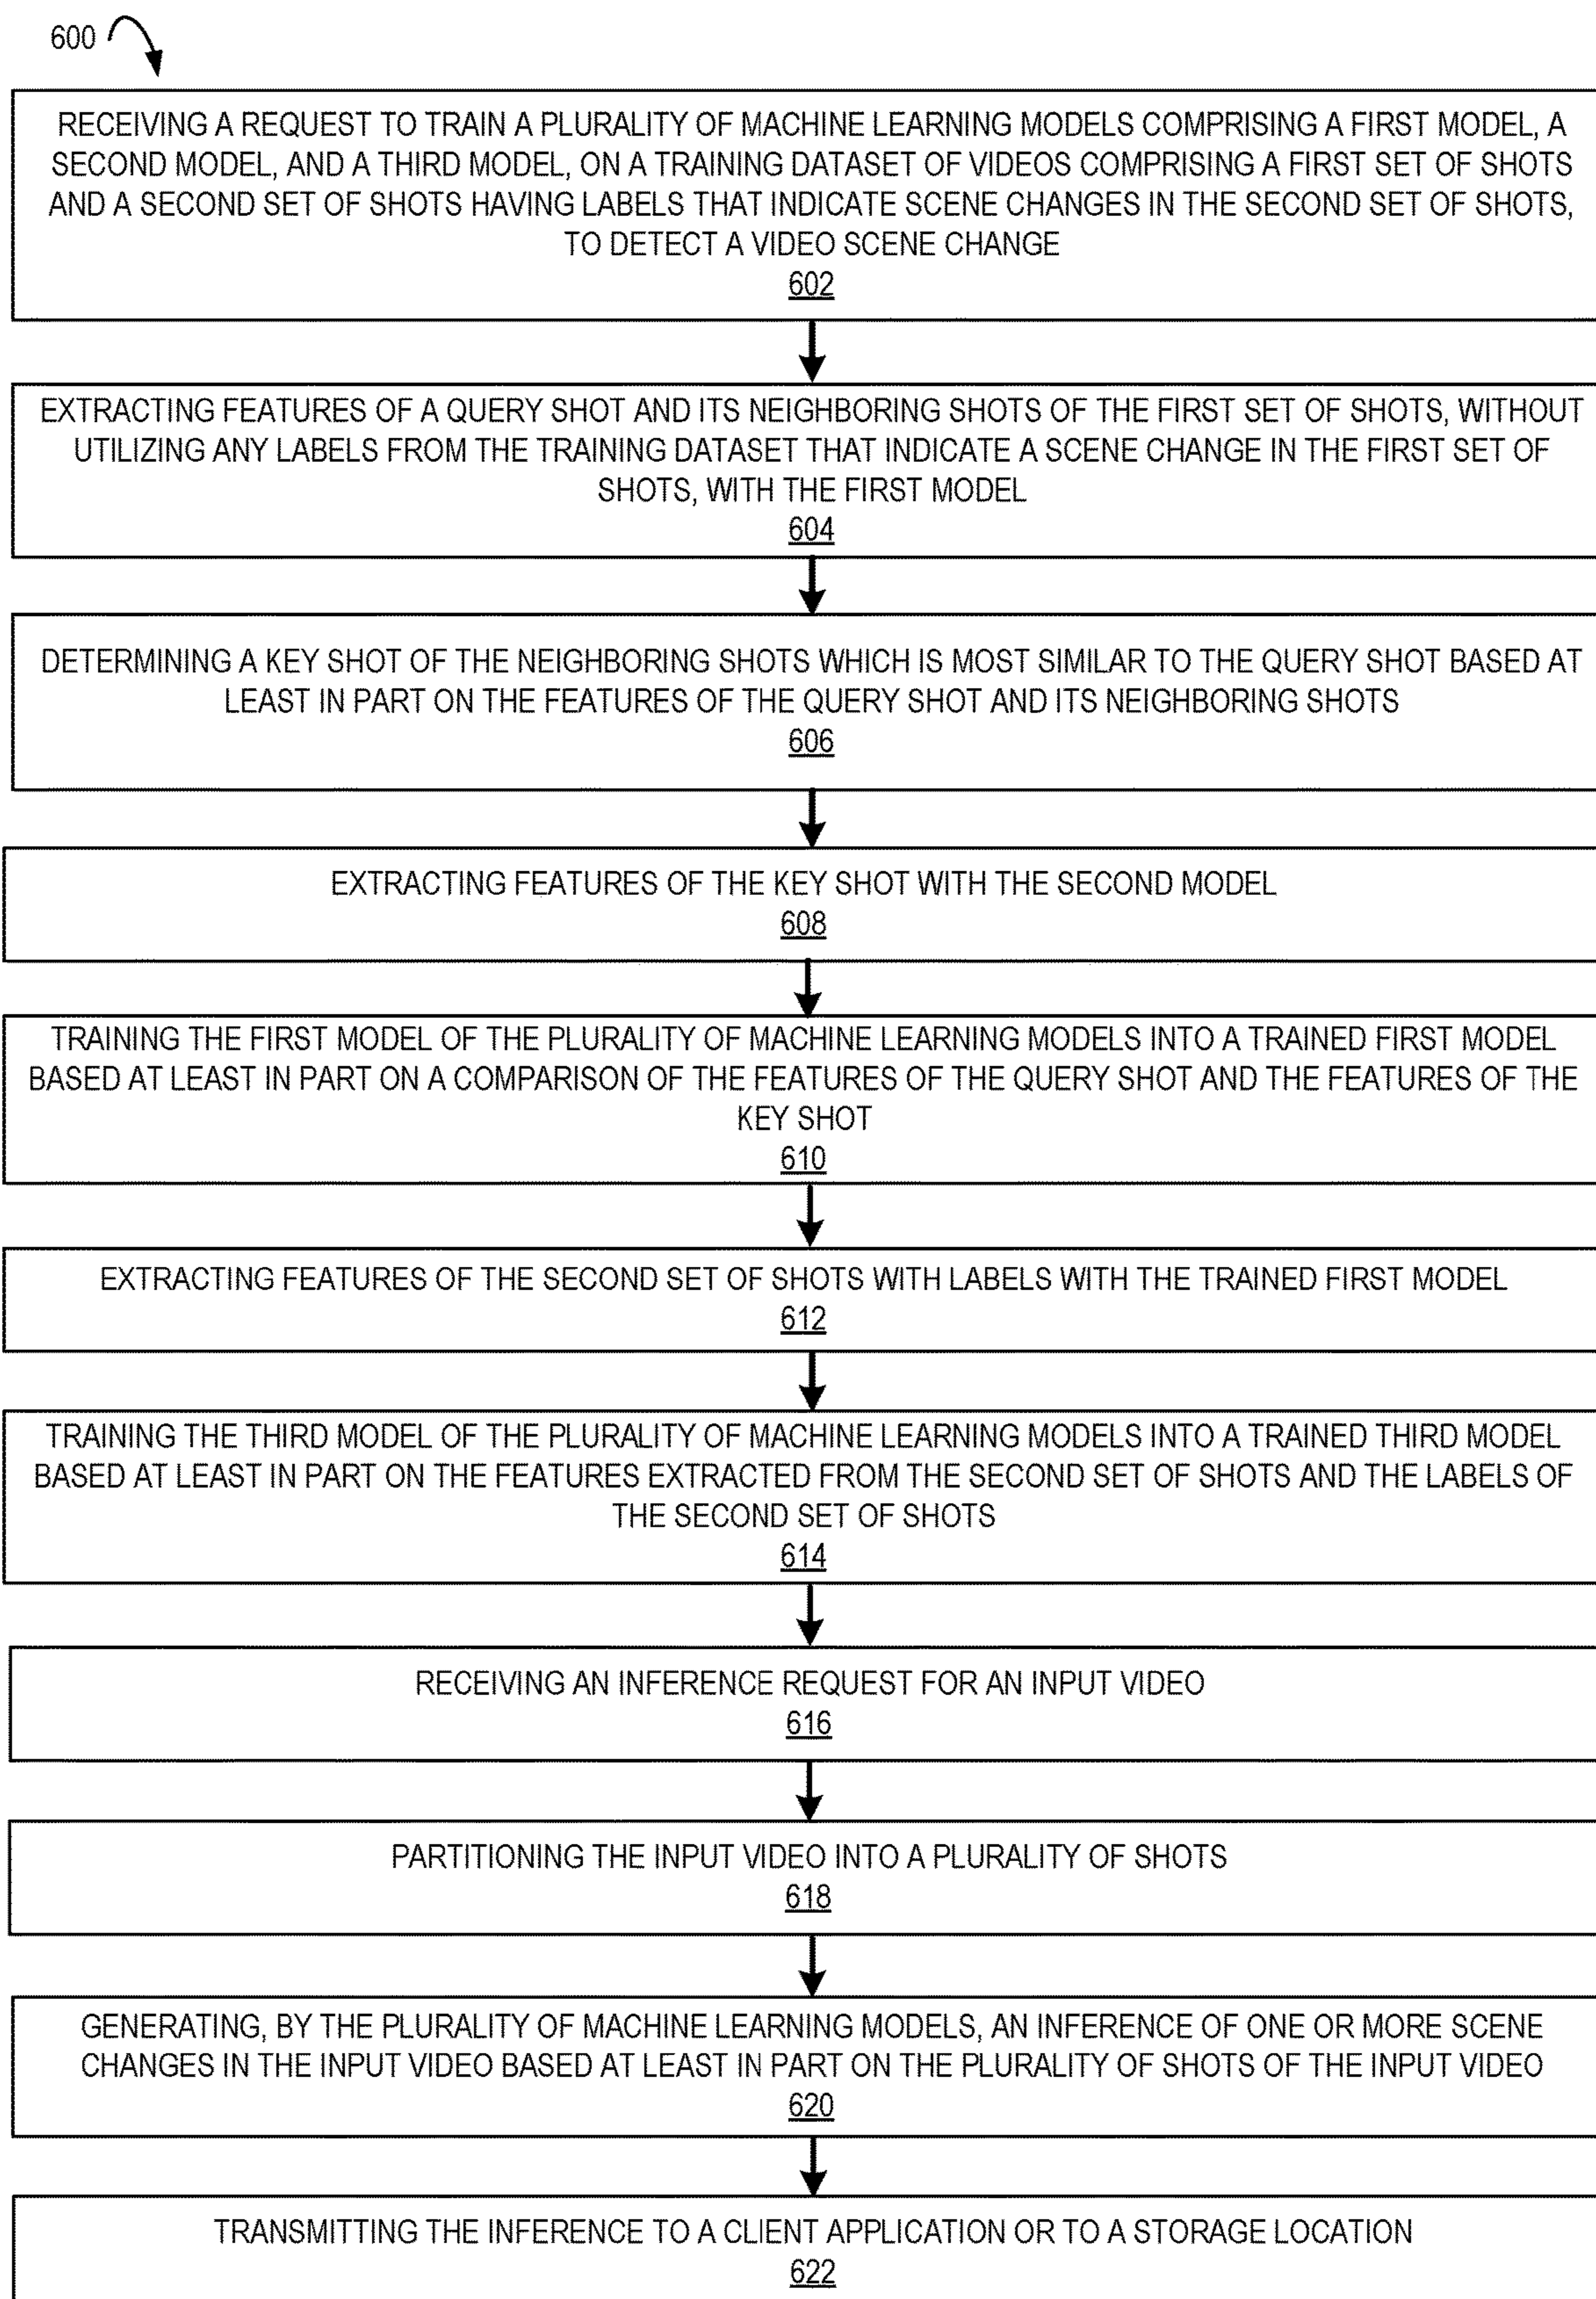 600
RECEIVING A REQUEST TO TRAIN A PLURALITY OF MACHINE LEARNING MODELS COMPRISING A FIRST MODEL, A
SECOND MODEL, AND A THIRD MODEL, ON A TRAINING DATASET OF VIDEOS COMPRISING A FIRST SET OF SHOTS
AND A SECOND SET OF SHOTS HAVING LABELS THAT INDICATE SCENE CHANGES IN THE SECOND SET OF SHOTS,
TO DETECT A VIDEO SCENE CHANGE
602
EXTRACTING FEATURES OF A QUERY SHOT AND ITS NEIGHBORING SHOTS OF THE FIRST SET OF SHOTS, WITHOUT
UTILIZING ANY LABELS FROM THE TRAINING DATASET THAT INDICATE A SCENE CHANGE IN THE FIRST SET OF
SHOTS, WITH THE FIRST MODEL
604
DETERMINING A KEY SHOT OF THE NEIGHBORING SHOTS WHICH IS MOST SIMILAR TO THE QUERY SHOT BASED AT
LEAST IN PART ON THE FEATURES OF THE QUERY SHOT AND ITS NEIGHBORING SHOTS
606
EXTRACTING FEATURES OF THE KEY SHOT WITH THE SECOND MODEL
608
TRAINING THE FIRST MODEL OF THE PLURALITY OF MACHINE LEARNING MODELS INTO A TRAINED FIRST MODEL
BASED AT LEAST IN PART ON A COMPARISON OF THE FEATURES OF THE QUERY SHOT AND THE FEATURES OF THE
KEY SHOT
610
EXTRACTING FEATURES OF THE SECOND SET OF SHOTS WITH LABELS WITH THE TRAINED FIRST MODEL
612
TRAINING THE THIRD MODEL OF THE PLURALITY OF MACHINE LEARNING MODELS INTO A TRAINED THIRD MODEL
BASED AT LEAST IN PART ON THE FEATURES EXTRACTED FROM THE SECOND SET OF SHOTS AND THE LABELS OF
THE SECOND SET OF SHOTS
614
RECEIVING AN INFERENCE REQUEST FOR AN INPUT VIDEO
616
PARTITIONING THE INPUT VIDEO INTO A PLURALITY OF SHOTS
618
GENERATING, BY THE PLURALITY OF MACHINE LEARNING MODELS, AN INFERENCE OF ONE OR MORE SCENE
CHANGES IN THE INPUT VIDEO BASED AT LEAST IN PART ON THE PLURALITY OF SHOTS OF THE INPUT VIDEO
620
TRANSMITTING THE INFERENCE TO A CLIENT APPLICATION OR TO A STORAGE LOCATION
622